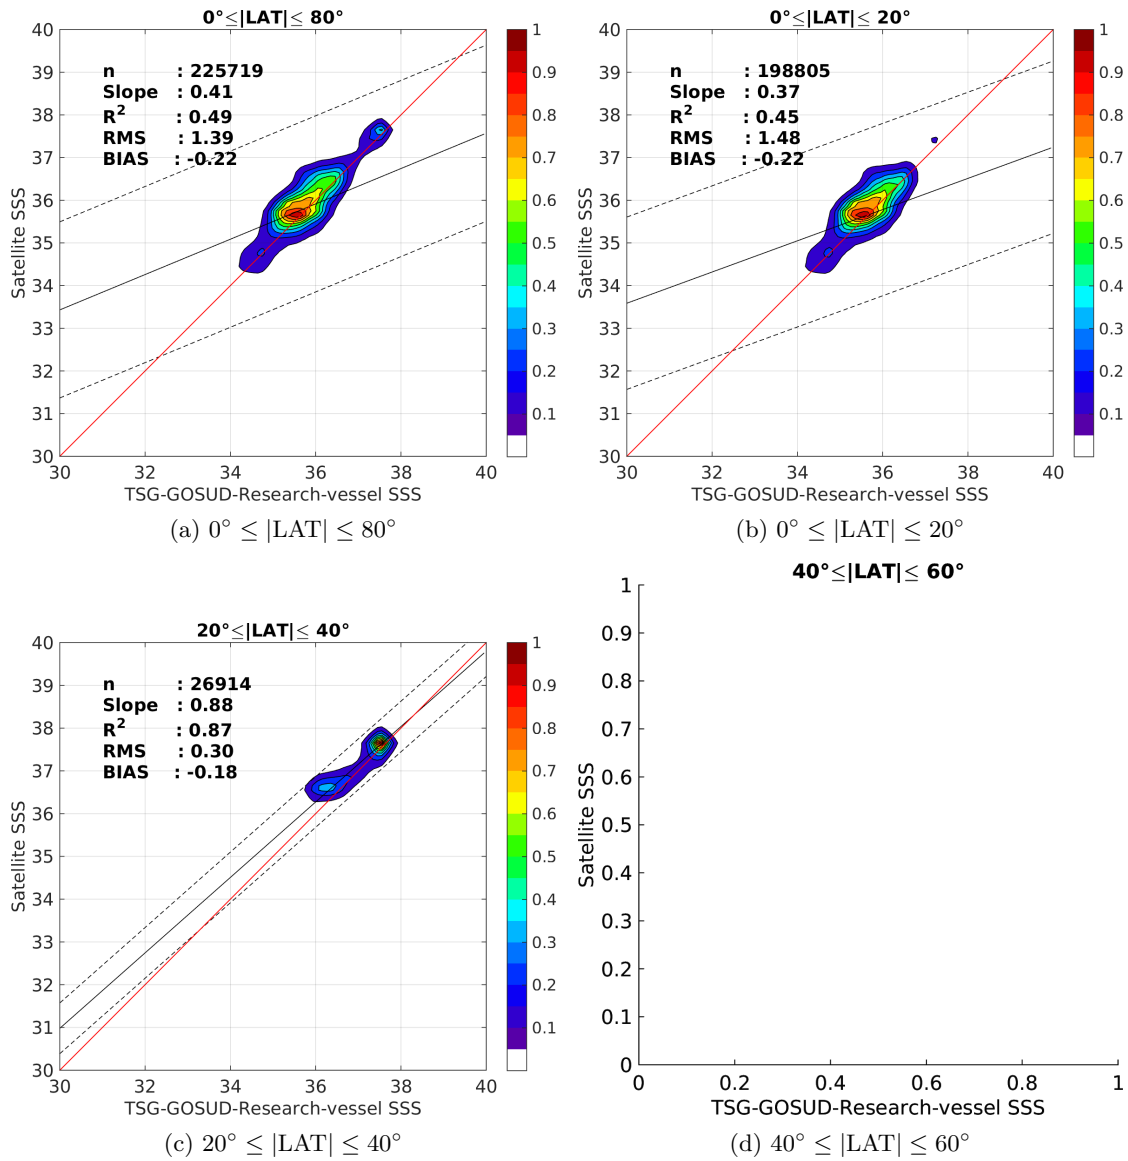 0°≤|LAT|≤ 80°
40
39
38
37
36
35
34
33
32
31
30
Satellite SSS
n : 225719
Slope : 0.41
R2 : 0.49
RMS : 1.39
BIAS : -0.22
30 32 34 36 38 40
TSG-GOSUD-Research-vessel SSS
1
0.9
0.8
0.7
0.6
0.5
0.4
0.3
0.2
0.1
(a) 0° ≤ |LAT| ≤ 80°
0°≤|LAT|≤ 20°
40
39
38
37
36
35
34
33
32
31
30
Satellite SSS
n : 198805
Slope : 0.37
R2 : 0.45
RMS : 1.48
BIAS : -0.22
30 32 34 36 38 40
TSG-GOSUD-Research-vessel SSS
1
0.9
0.8
0.7
0.6
0.5
0.4
0.3
0.2
0.1
(b) 0° ≤ |LAT| ≤ 20°
20°≤|LAT|≤ 40°
40
39
38
37
36
35
34
33
32
31
30
Satellite SSS
n : 26914
Slope : 0.88
R2 : 0.87
RMS : 0.30
BIAS : -0.18
30 32 34 36 38 40
TSG-GOSUD-Research-vessel SSS
1
0.9
0.8
0.7
0.6
0.5
0.4
0.3
0.2
0.1
(c) 20° ≤ |LAT| ≤ 40°
40°≤|LAT|≤ 60°
1
0.9
0.8
0.7
0.6
0.5
0.4
0.3
0.2
0.1
0
Satellite SSS
0 0.2 0.4 0.6 0.8 1
TSG-GOSUD-Research-vessel SSS
(d) 40° ≤ |LAT| ≤ 60°